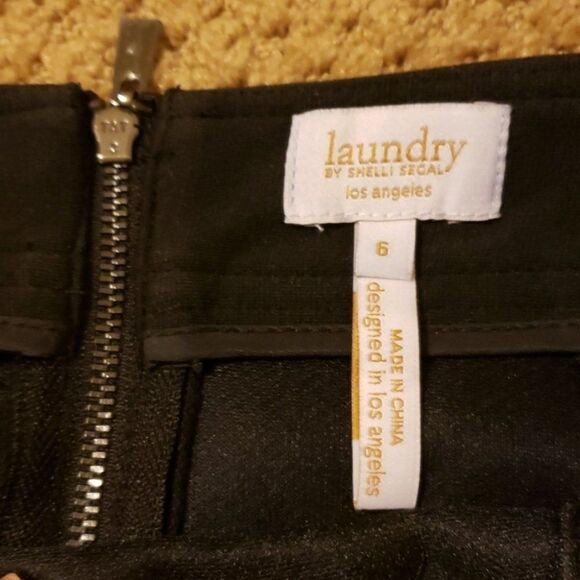 laundry
BY SHELLI SEGAL
los angeles
6
MADE IN CHINA
designed in los angeles